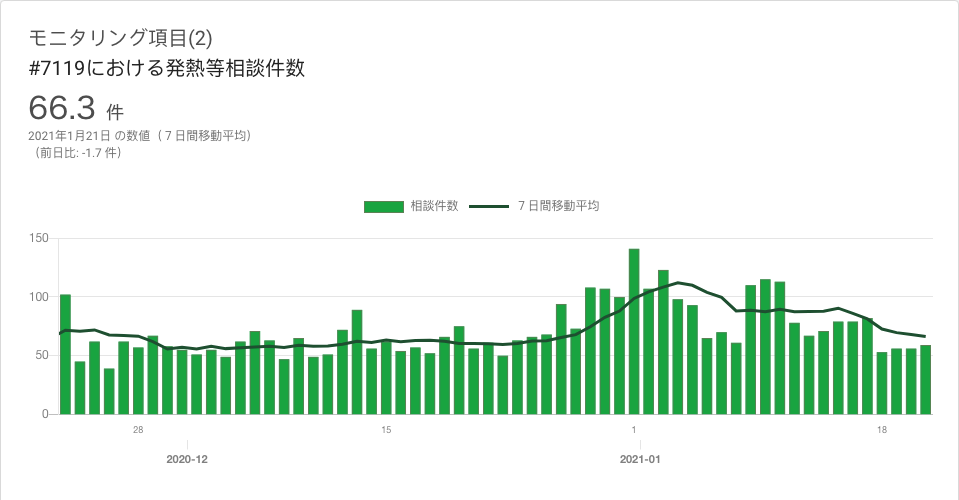 モニタリング項目(2)
#7119における発熱等相談件数
66.3 件
2021年1月21日 の数値（７日間移動平均）
（前日比: -1.7 件）
相談件数 ７日間移動平均
150
100
50
0
28 15 1 18
2020-12 2021-01